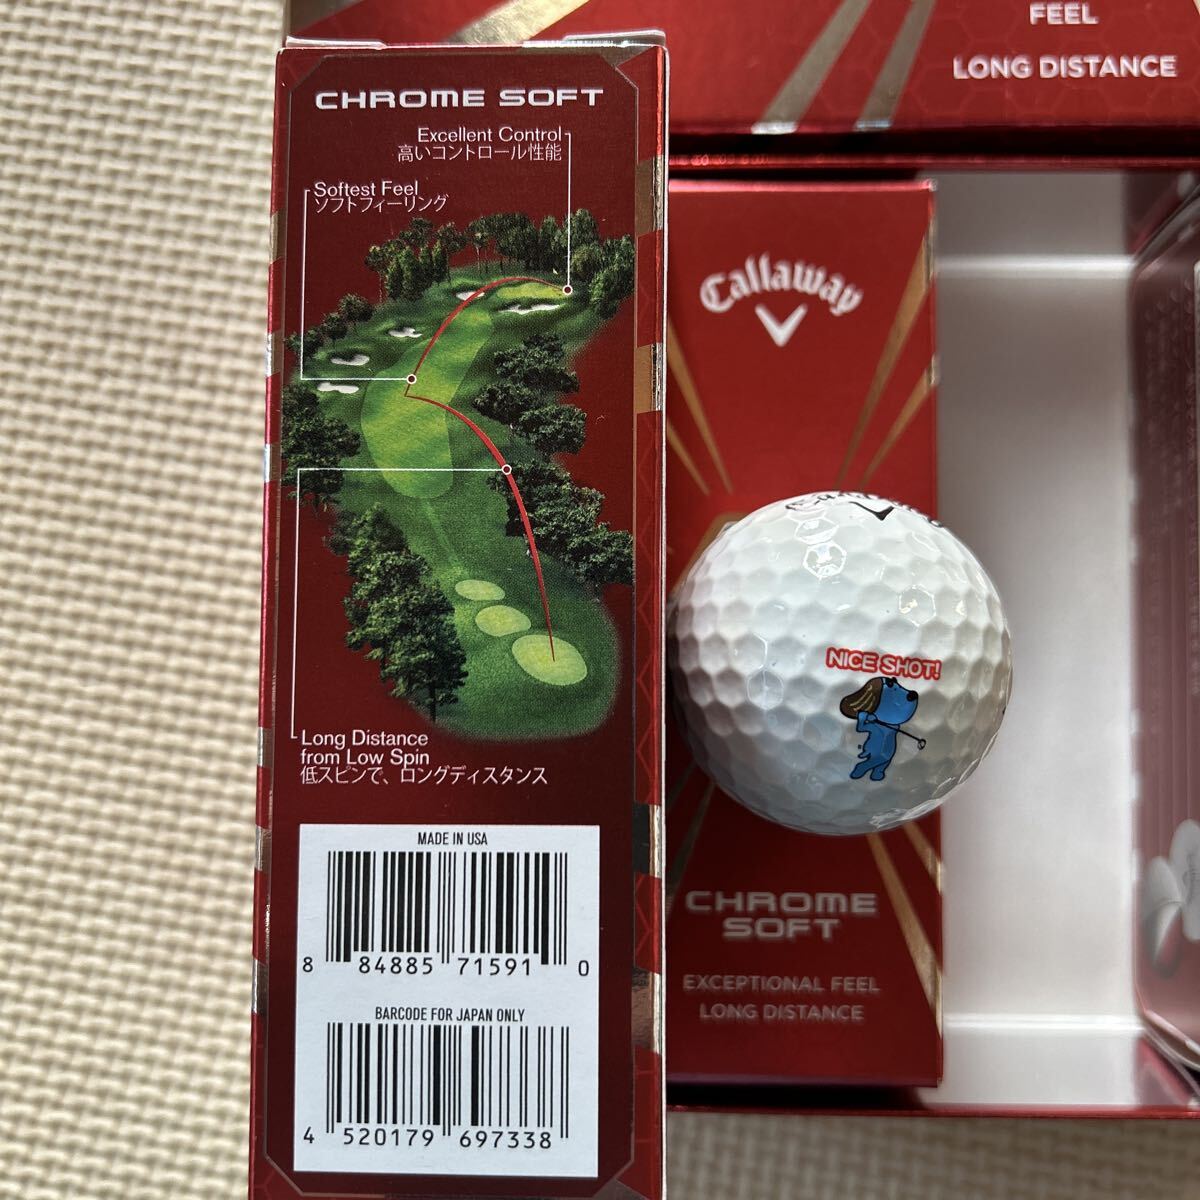 FEEL
LONG DISTANCE
CHROME SOFT
Excellent Control
高いコントロール性能
Softest Feel
ソフトフィーリング
Long Distance
from Low Spin
低スピンで、ロングディスタンス
MADE IN USA
8 84885 71591 0
BARCODE FOR JAPAN ONLY
4 520179 697338
Callaway
Callaway
NICE SHOT!
CHROME
SOFT
EXCEPTIONAL FEEL
LONG DISTANCE